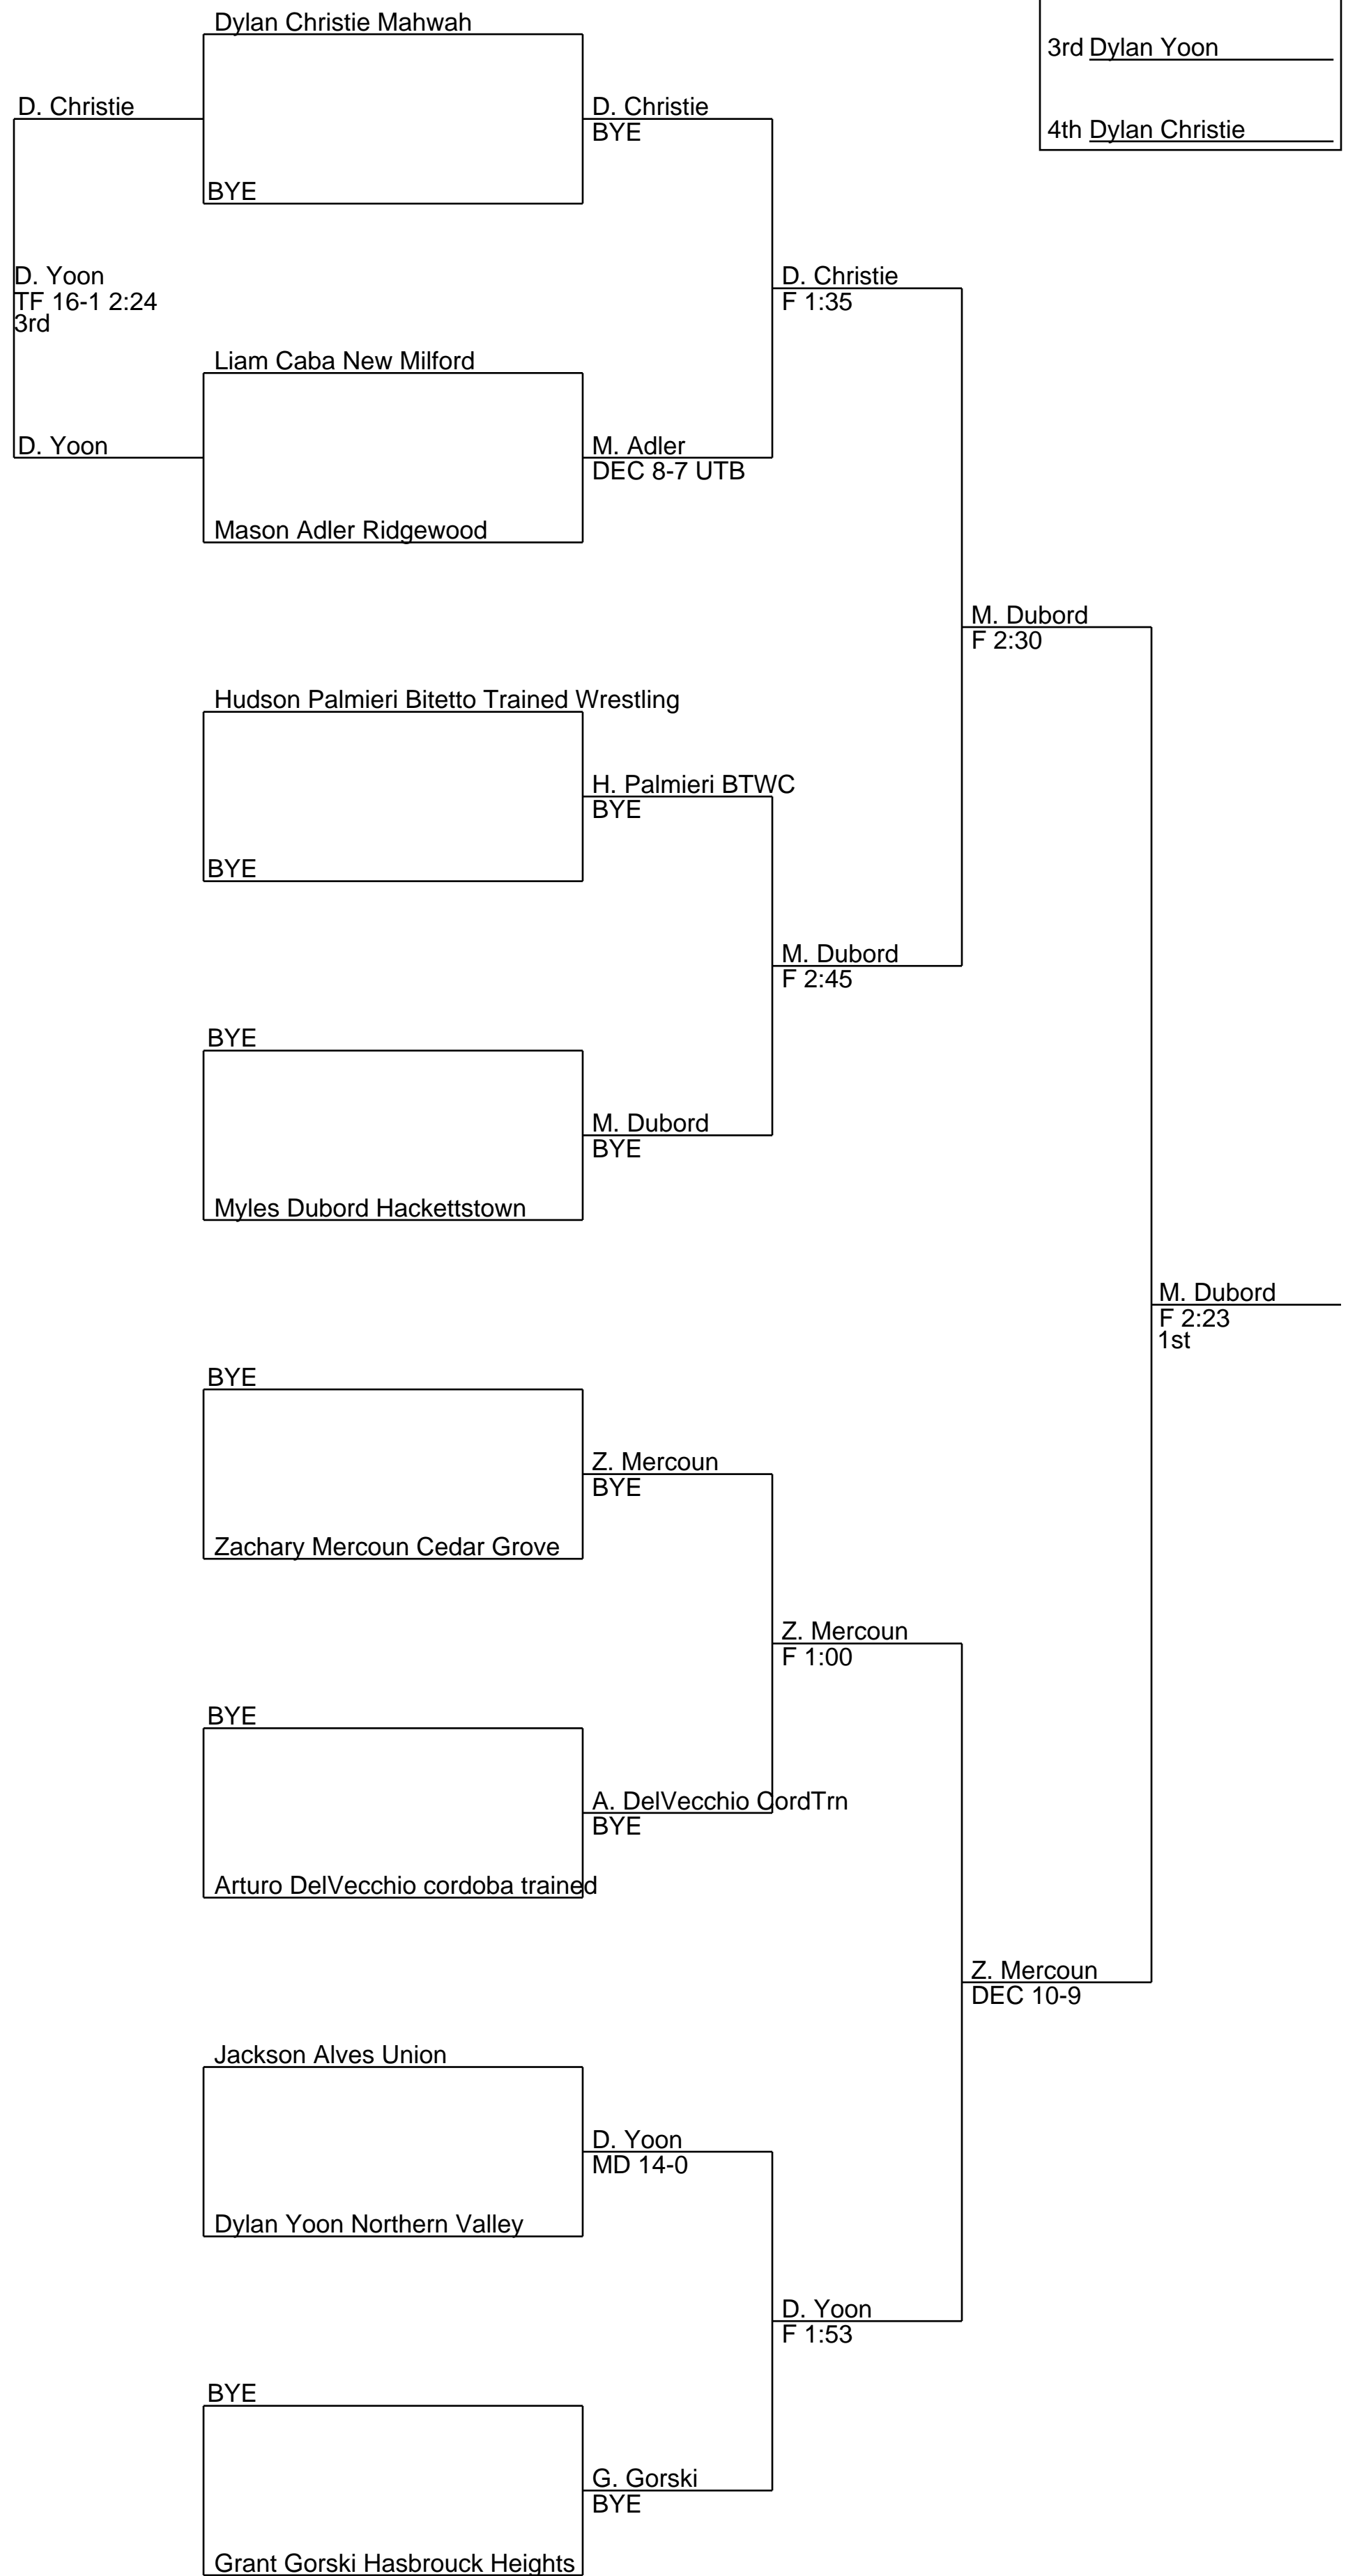 Dylan Christie Mahwah
3rd Dylan Yoon
D. Christie
D. Christie
BYE
4th Dylan Christie
BYE
D. Yoon
TF 16-1 2:24
3rd
D. Christie
F 1:35
Liam Caba New Milford
D. Yoon
M. Adler
DEC 8-7 UTB
Mason Adler Ridgewood
M. Dubord
F 2:30
Hudson Palmieri Bitetto Trained Wrestling
H. Palmieri BTWC
BYE
BYE
M. Dubord
F 2:45
BYE
M. Dubord
BYE
Myles Dubord Hackettstown
M. Dubord
F 2:23
1st
BYE
Z. Mercoun
BYE
Zachary Mercoun Cedar Grove
Z. Mercoun
F 1:00
BYE
A. DelVecchio CordTrn
BYE
Arturo DelVecchio cordoba trained
Z. Mercoun
DEC 10-9
Jackson Alves Union
D. Yoon
MD 14-0
Dylan Yoon Northern Valley
D. Yoon
F 1:53
BYE
G. Gorski
BYE
Grant Gorski Hasbrouck Heights